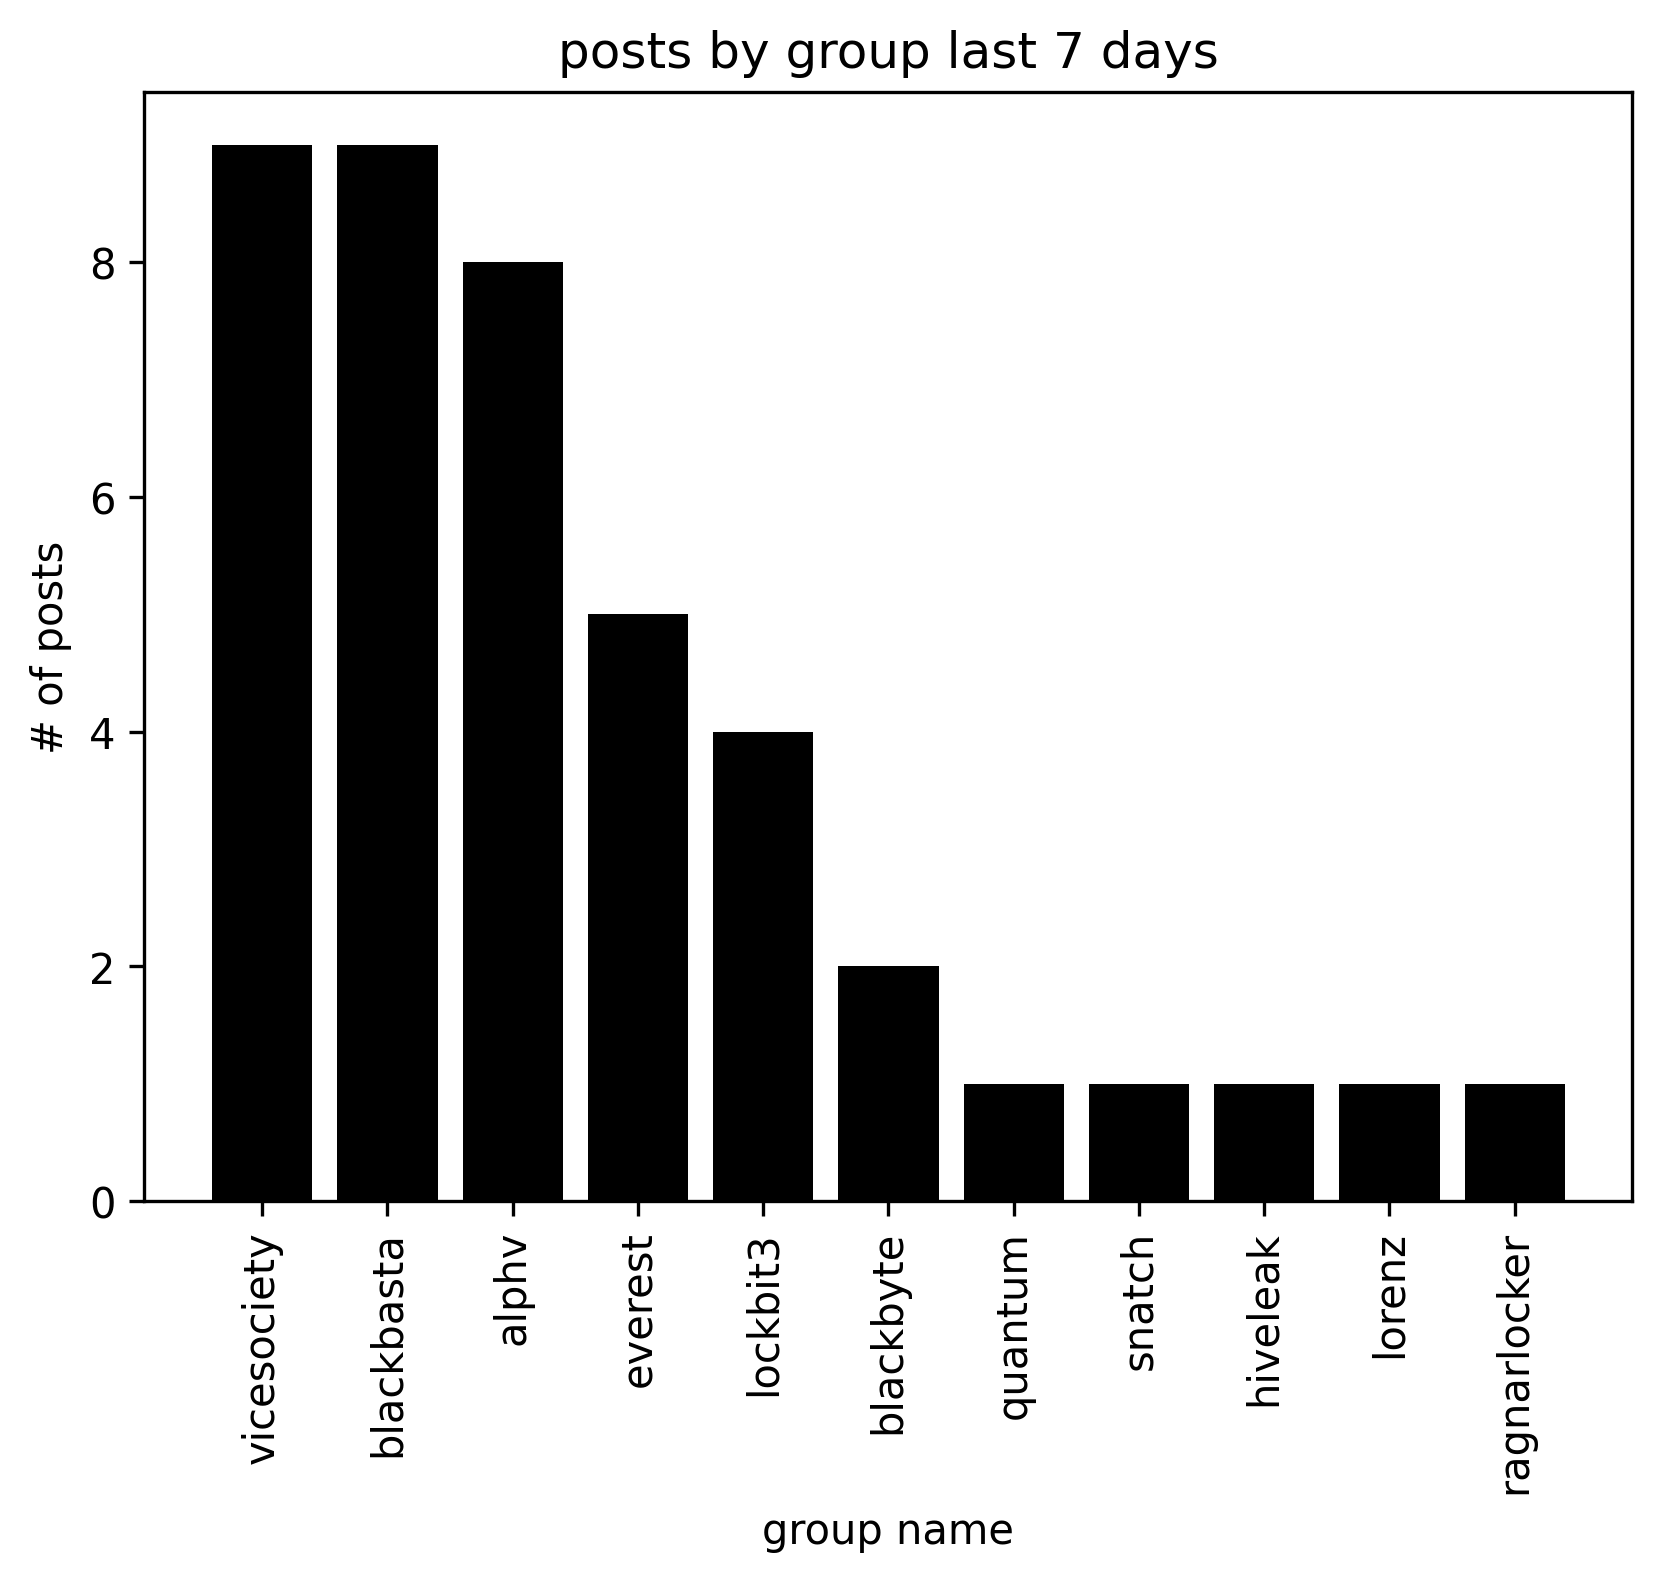 posts by group last 7 days
# of posts
8
6
4
2
0
vicesociety
blackbasta
alphv
everest
lockbit3
blackbyte
quantum
snatch
hiveleak
lorenz
ragnarlocker
group name